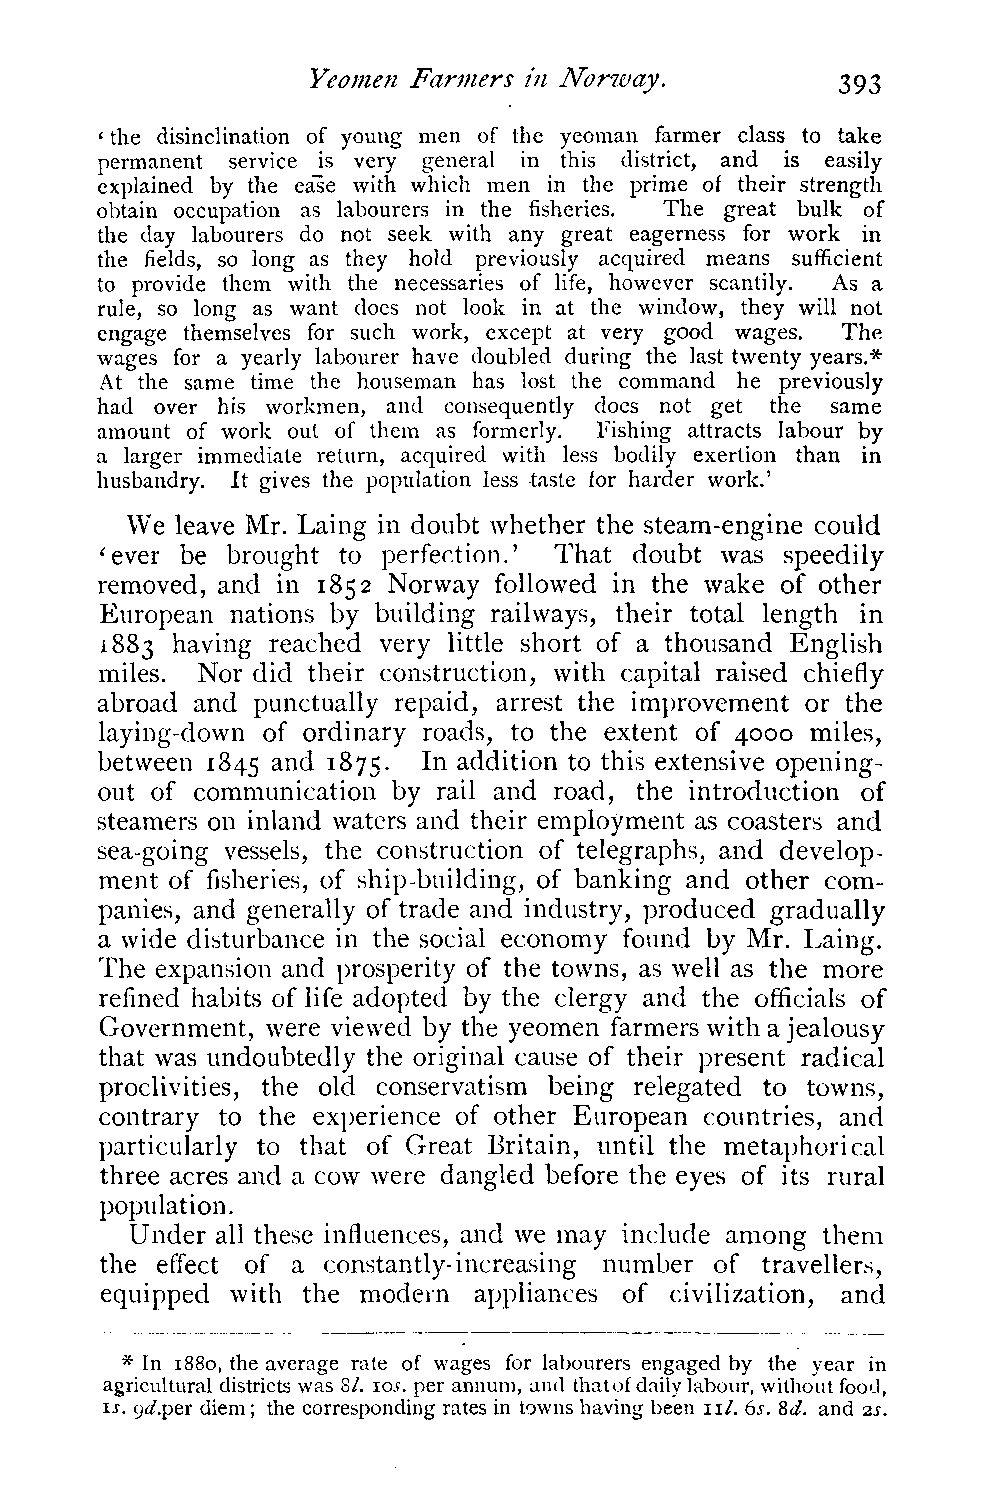 Yeomen Farmers in Norway. 393
‘the disinclination of young men of the yeoman farmer class to take
permanent service is very general in this district, and is easily
explained by the ease with which men in the prime of their strength
obtain occupation as labourers in the fisheries. The great bulk of
the day labourers do not seek with any great eagerness for work in
the fields, so long as they hold previously acquired means sufficient
to provide them with the necessaries of life, however scantily. As a
rule, so long as want does not look in at the window, they will not
engage themselves for such work, except at very good wages. The
wages for a yearly labourer have doubled during the last twenty years.*
At the same time the houseman has lost the command he previously
had over his workmen, and consequently does not get the same
amount of work out of them as formerly. Fishing attracts labour by
a larger immediate return, acquired with less bodily exertion than in
husbandry. It gives the population less taste for harder work.’
We leave Mr. Laing in doubt whether the steam-engine could
‘ever be brought to perfection.’ That doubt was speedily
removed, and in 1852 Norway followed in the wake of other
European nations by building railways, their total length in
1883 having reached very little short of a thousand English
miles. Nor did their construction, with capital raised chiefly
abroad and punctually repaid, arrest the improvement or the
laying-down of ordinary roads, to the extent of 4000 miles,
between 1845 and 1875. In addition to this extensive opening-
out of communication by rail and road, the introduction of
steamers on inland waters and their employment as coasters and
sea-going vessels, the construction of telegraphs, and develop-
ment of fisheries, of ship-building, of banking and other com-
panies, and generally of trade and industry, produced gradually
a wide disturbance in the social economy found by Mr. Laing.
The expansion and prosperity of the towns, as well as the more
refined habits of life adopted by the clergy and the officials of
Government, were viewed by the yeomen farmers with a jealousy
that was undoubtedly the original cause of their present radical
proclivities, the old conservatism being relegated to towns,
contrary to the experience of other European countries, and
particularly to that of Great Britain, until the metaphorical
three acres and a cow were dangled before the eyes of its rural
population.
Under all these influences, and we may include among them
the effect of a constantly-increasing number of travellers,
equipped with the modern appliances of civilization, and
* In 1880, the average rate of wages for labourers engaged by the year in
agricultural districts was 8l. 10s. per annum, and that of daily labour, without food,
1s. 9d. per diem; the corresponding rates in towns having been 11l. 6s. 8d. and 2s.